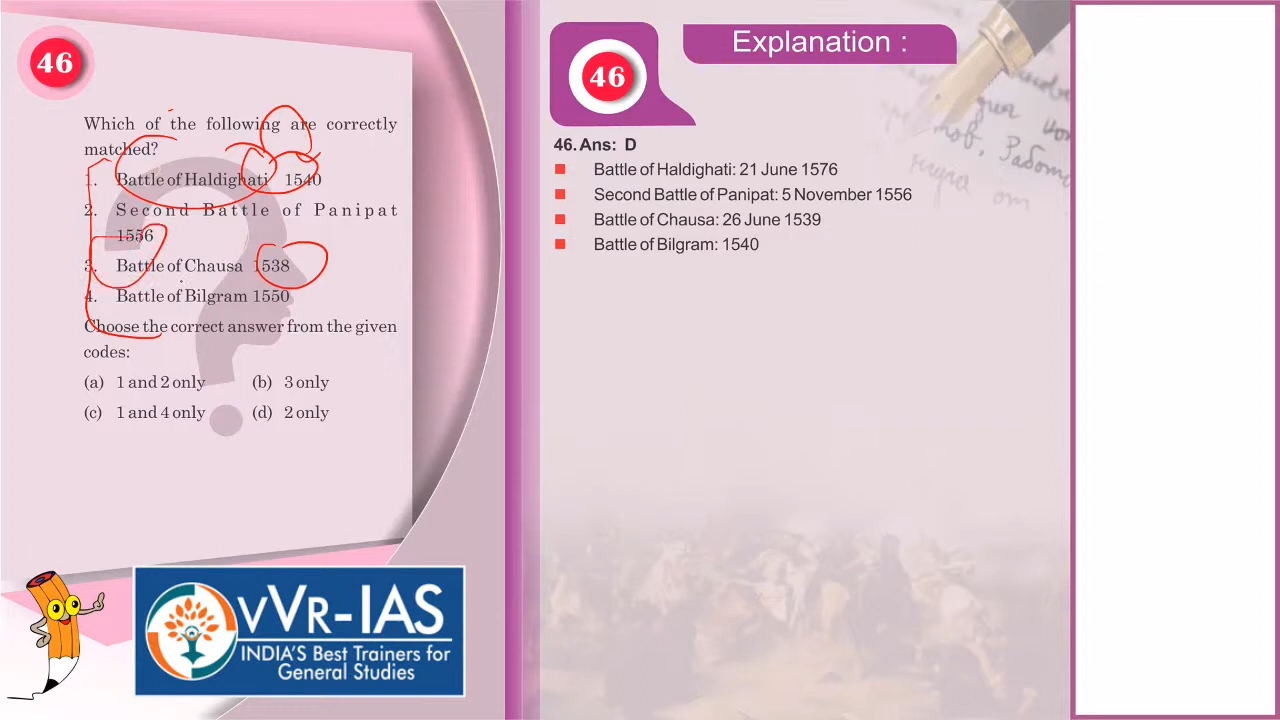 46
Which of the following are correctly
matched?
1. Battle of Haldighati 1540
2. Second Battle of Panipat
1556
3. Battle of Chausa 1538
4. Battle of Bilgram 1550
Choose the correct answer from the given
codes:
(a) 1 and 2 only (b) 3 only
(c) 1 and 4 only (d) 2 only
vVR-IAS
INDIA'S Best Trainers for
General Studies
46
Explanation :
46. Ans: D
Battle of Haldighati: 21 June 1576
Second Battle of Panipat: 5 November 1556
Battle of Chausa: 26 June 1539
Battle of Bilgram: 1540